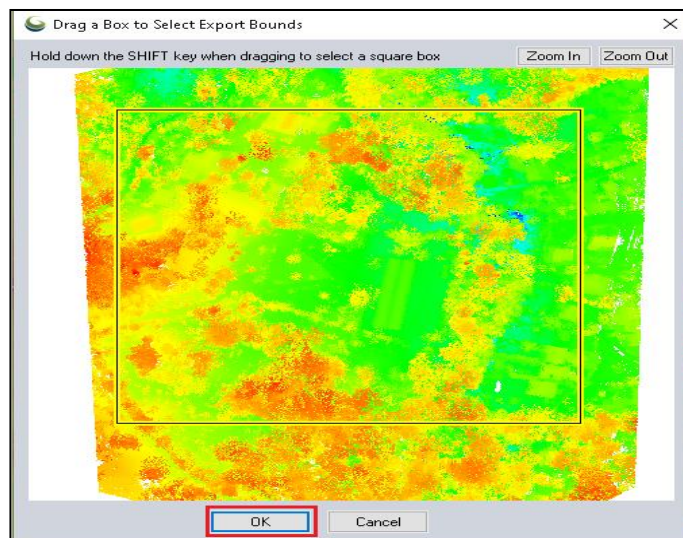 Drag a Box to Select Export Bounds
Hold down the SHIFT key when dragging to select a square box
Zoom In
Zoom Out
OK
Cancel